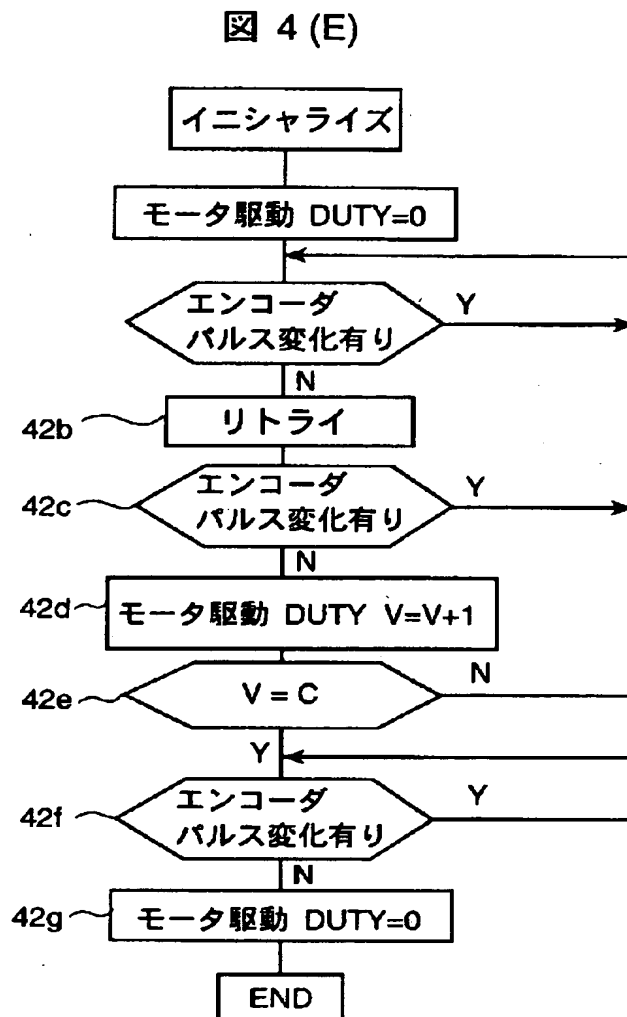 図 4 (E)
イニシャライズ
モータ駆動 DUTY=0
エンコーダ
パルス変化有り
Y
N
42b
リトライ
42c
エンコーダ
パルス変化有り
Y
N
42d
モータ駆動 DUTY V=V+1
42e
V = C
N
Y
42f
エンコーダ
パルス変化有り
Y
N
42g
モータ駆動 DUTY=0
END